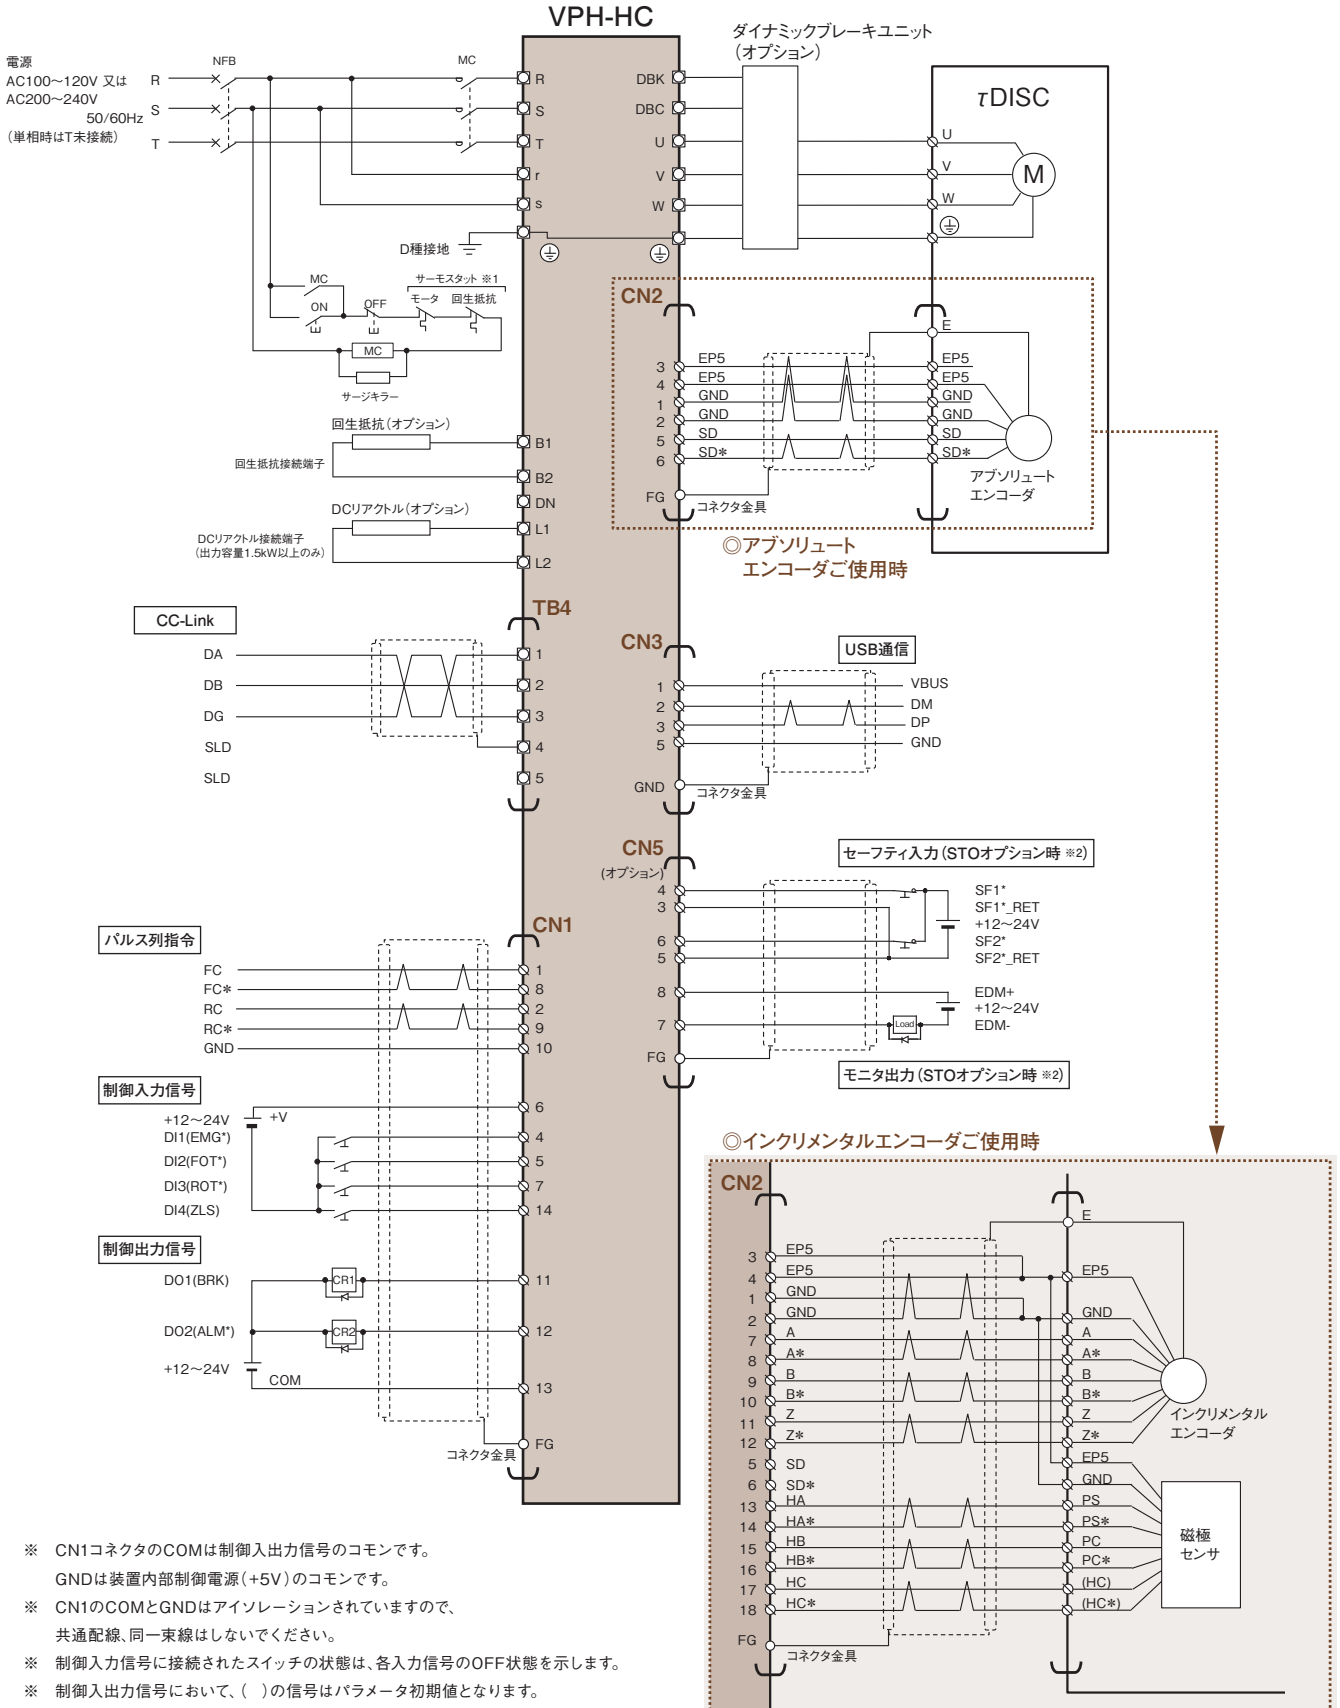 VPH-HC
電源
AC100～120V 又は
AC200～240V
50/60Hz
（単相時はT未接続）
R
S
T
NFB
MC
R
S
T
r
s
D種接地
MC
ON
OFF
サーモスタット ※1
モータ
回生抵抗
MC
サージキラー
回生抵抗（オプション）
回生抵抗接続端子
B1
B2
DN
DCリアクトル（オプション）
DCリアクトル接続端子
（出力容量1.5kW以上のみ）
L1
L2
DBK
DBC
U
V
W
ダイナミックブレーキユニット
（オプション）
τDISC
U
V
W
M
CN2
3 EP5
4 EP5
1 GND
2 GND
5 SD
6 SD*
FG
コネクタ金具
E
EP5
EP5
GND
GND
SD
SD*
アブソリュート
エンコーダ
◎アブソリュート
エンコーダご使用時
TB4
CC-Link
DA 1
DB 2
DG 3
SLD 4
SLD 5
CN3
USB通信
1 VBUS
2 DM
3 DP
5 GND
GND
コネクタ金具
CN5
(オプション)
セーフティ入力（STOオプション時 ※2）
4 SF1*
3 SF1*_RET
+12～24V
6 SF2*
5 SF2*_RET
8 EDM+
+12～24V
7 Load EDM-
FG
モニタ出力（STOオプション時 ※2）
CN1
パルス列指令
FC 1
FC* 8
RC 2
RC* 9
GND 10
制御入力信号
+12～24V +V 6
DI1(EMG*) 4
DI2(FOT*) 5
DI3(ROT*) 7
DI4(ZLS) 14
制御出力信号
DO1(BRK) CR1 11
DO2(ALM*) CR2 12
+12～24V
COM 13
コネクタ金具 FG
◎インクリメンタルエンコーダご使用時
CN2
3 EP5
4 EP5
1 GND
2 GND
7 A
8 A*
9 B
10 B*
11 Z
12 Z*
5 SD
6 SD*
13 HA
14 HA*
15 HB
16 HB*
17 HC
18 HC*
FG
コネクタ金具
E
EP5
GND
A
A*
B
B*
Z
Z*
EP5
GND
PS
PS*
PC
PC*
(HC)
(HC*)
インクリメンタル
エンコーダ
磁極
センサ
※ CN1コネクタのCOMは制御入出力信号のコモンです。
GNDは装置内部制御電源（+5V）のコモンです。
※ CN1のCOMとGNDはアイソレーションされていますので、
共通配線、同一束線はしないでください。
※ 制御入力信号に接続されたスイッチの状態は、各入力信号のOFF状態を示します。
※ 制御入出力信号において、（ ）の信号はパラメータ初期値となります。